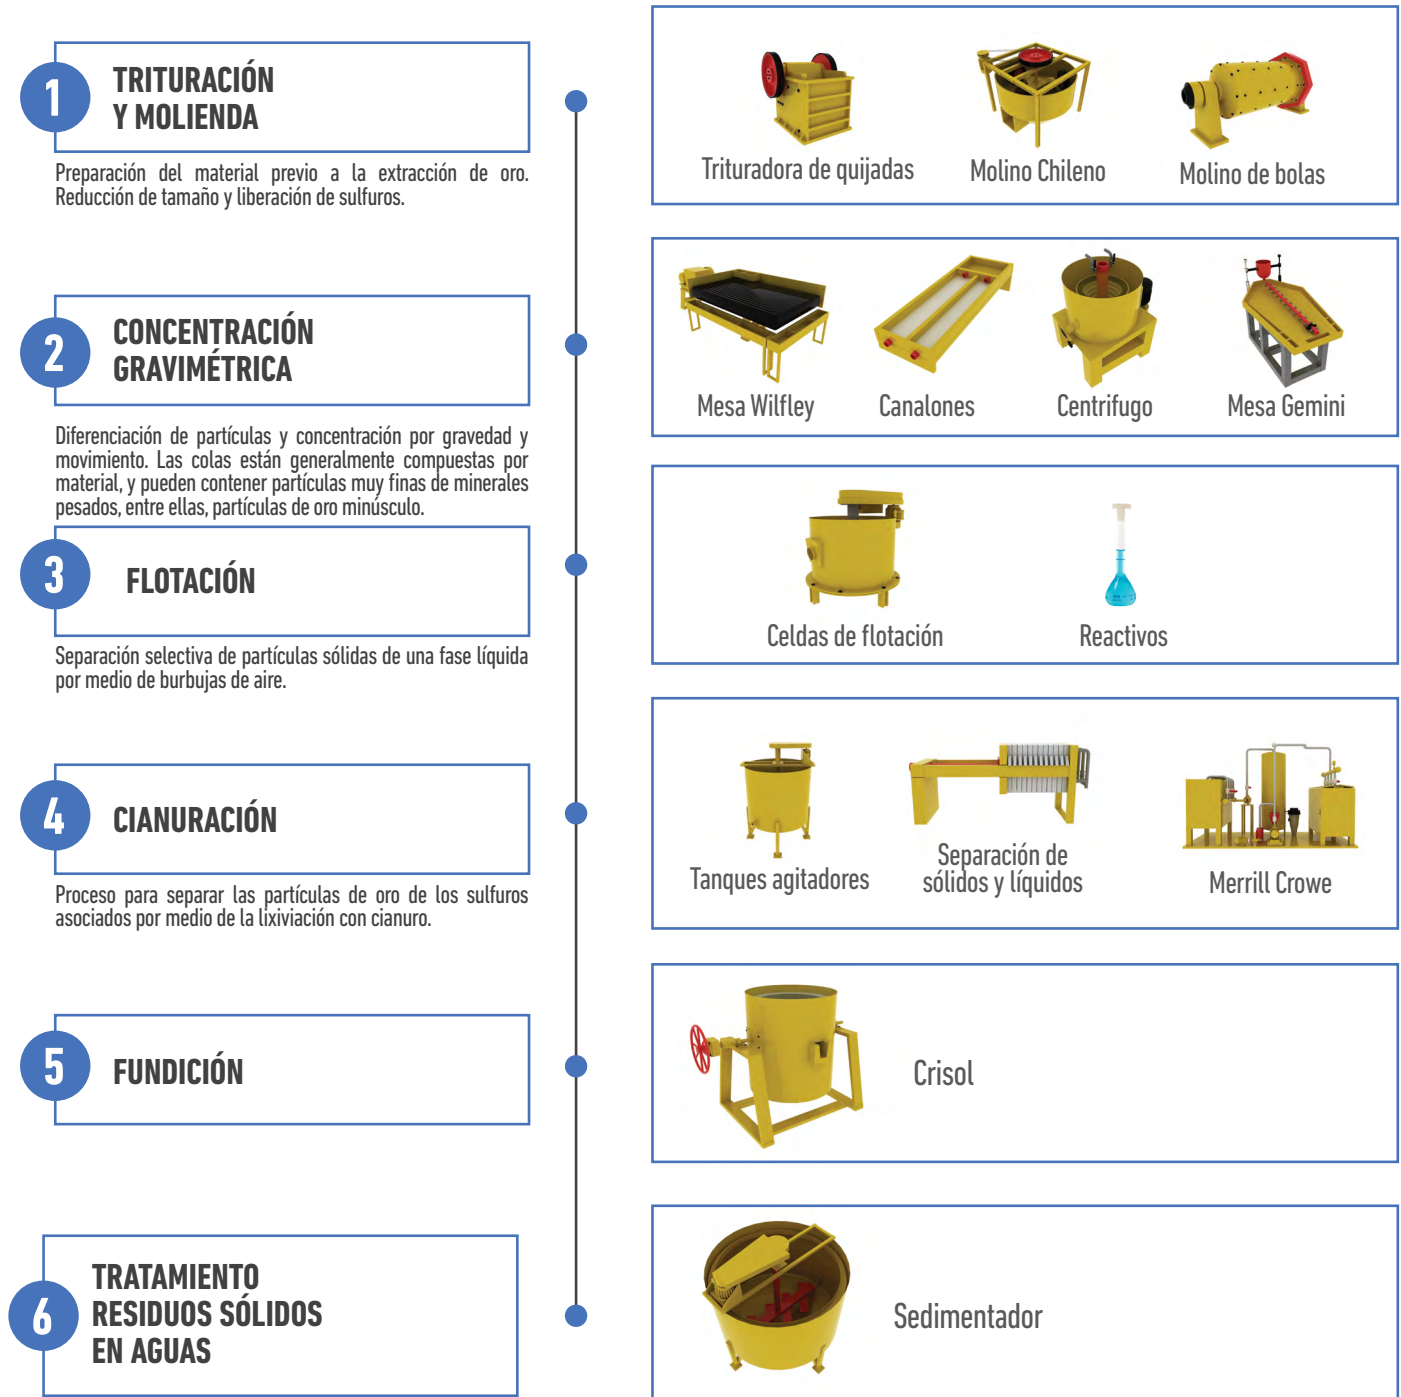 1
TRITURACIÓN
Y MOLIENDA
Preparación del material previo a la extracción de oro.
Reducción de tamaño y liberación de sulfuros.
Trituradora de quijadas
Molino Chileno
Molino de bolas
2
CONCENTRACIÓN
GRAVIMÉTRICA
Diferenciación de partículas y concentración por gravedad y
movimiento. Las colas están generalmente compuestas por
material, y pueden contener partículas muy finas de minerales
pesados, entre ellas, partículas de oro minúsculo.
Mesa Wilfley
Canalones
Centrifugo
Mesa Gemini
3
FLOTACIÓN
Separación selectiva de partículas sólidas de una fase líquida
por medio de burbujas de aire.
Celdas de flotación
Reactivos
4
CIANURACIÓN
Proceso para separar las partículas de oro de los sulfuros
asociados por medio de la lixiviación con cianuro.
Tanques agitadores
Separación de
sólidos y líquidos
Merrill Crowe
5
FUNDICIÓN
Crisol
6
TRATAMIENTO
RESIDUOS SÓLIDOS
EN AGUAS
Sedimentador